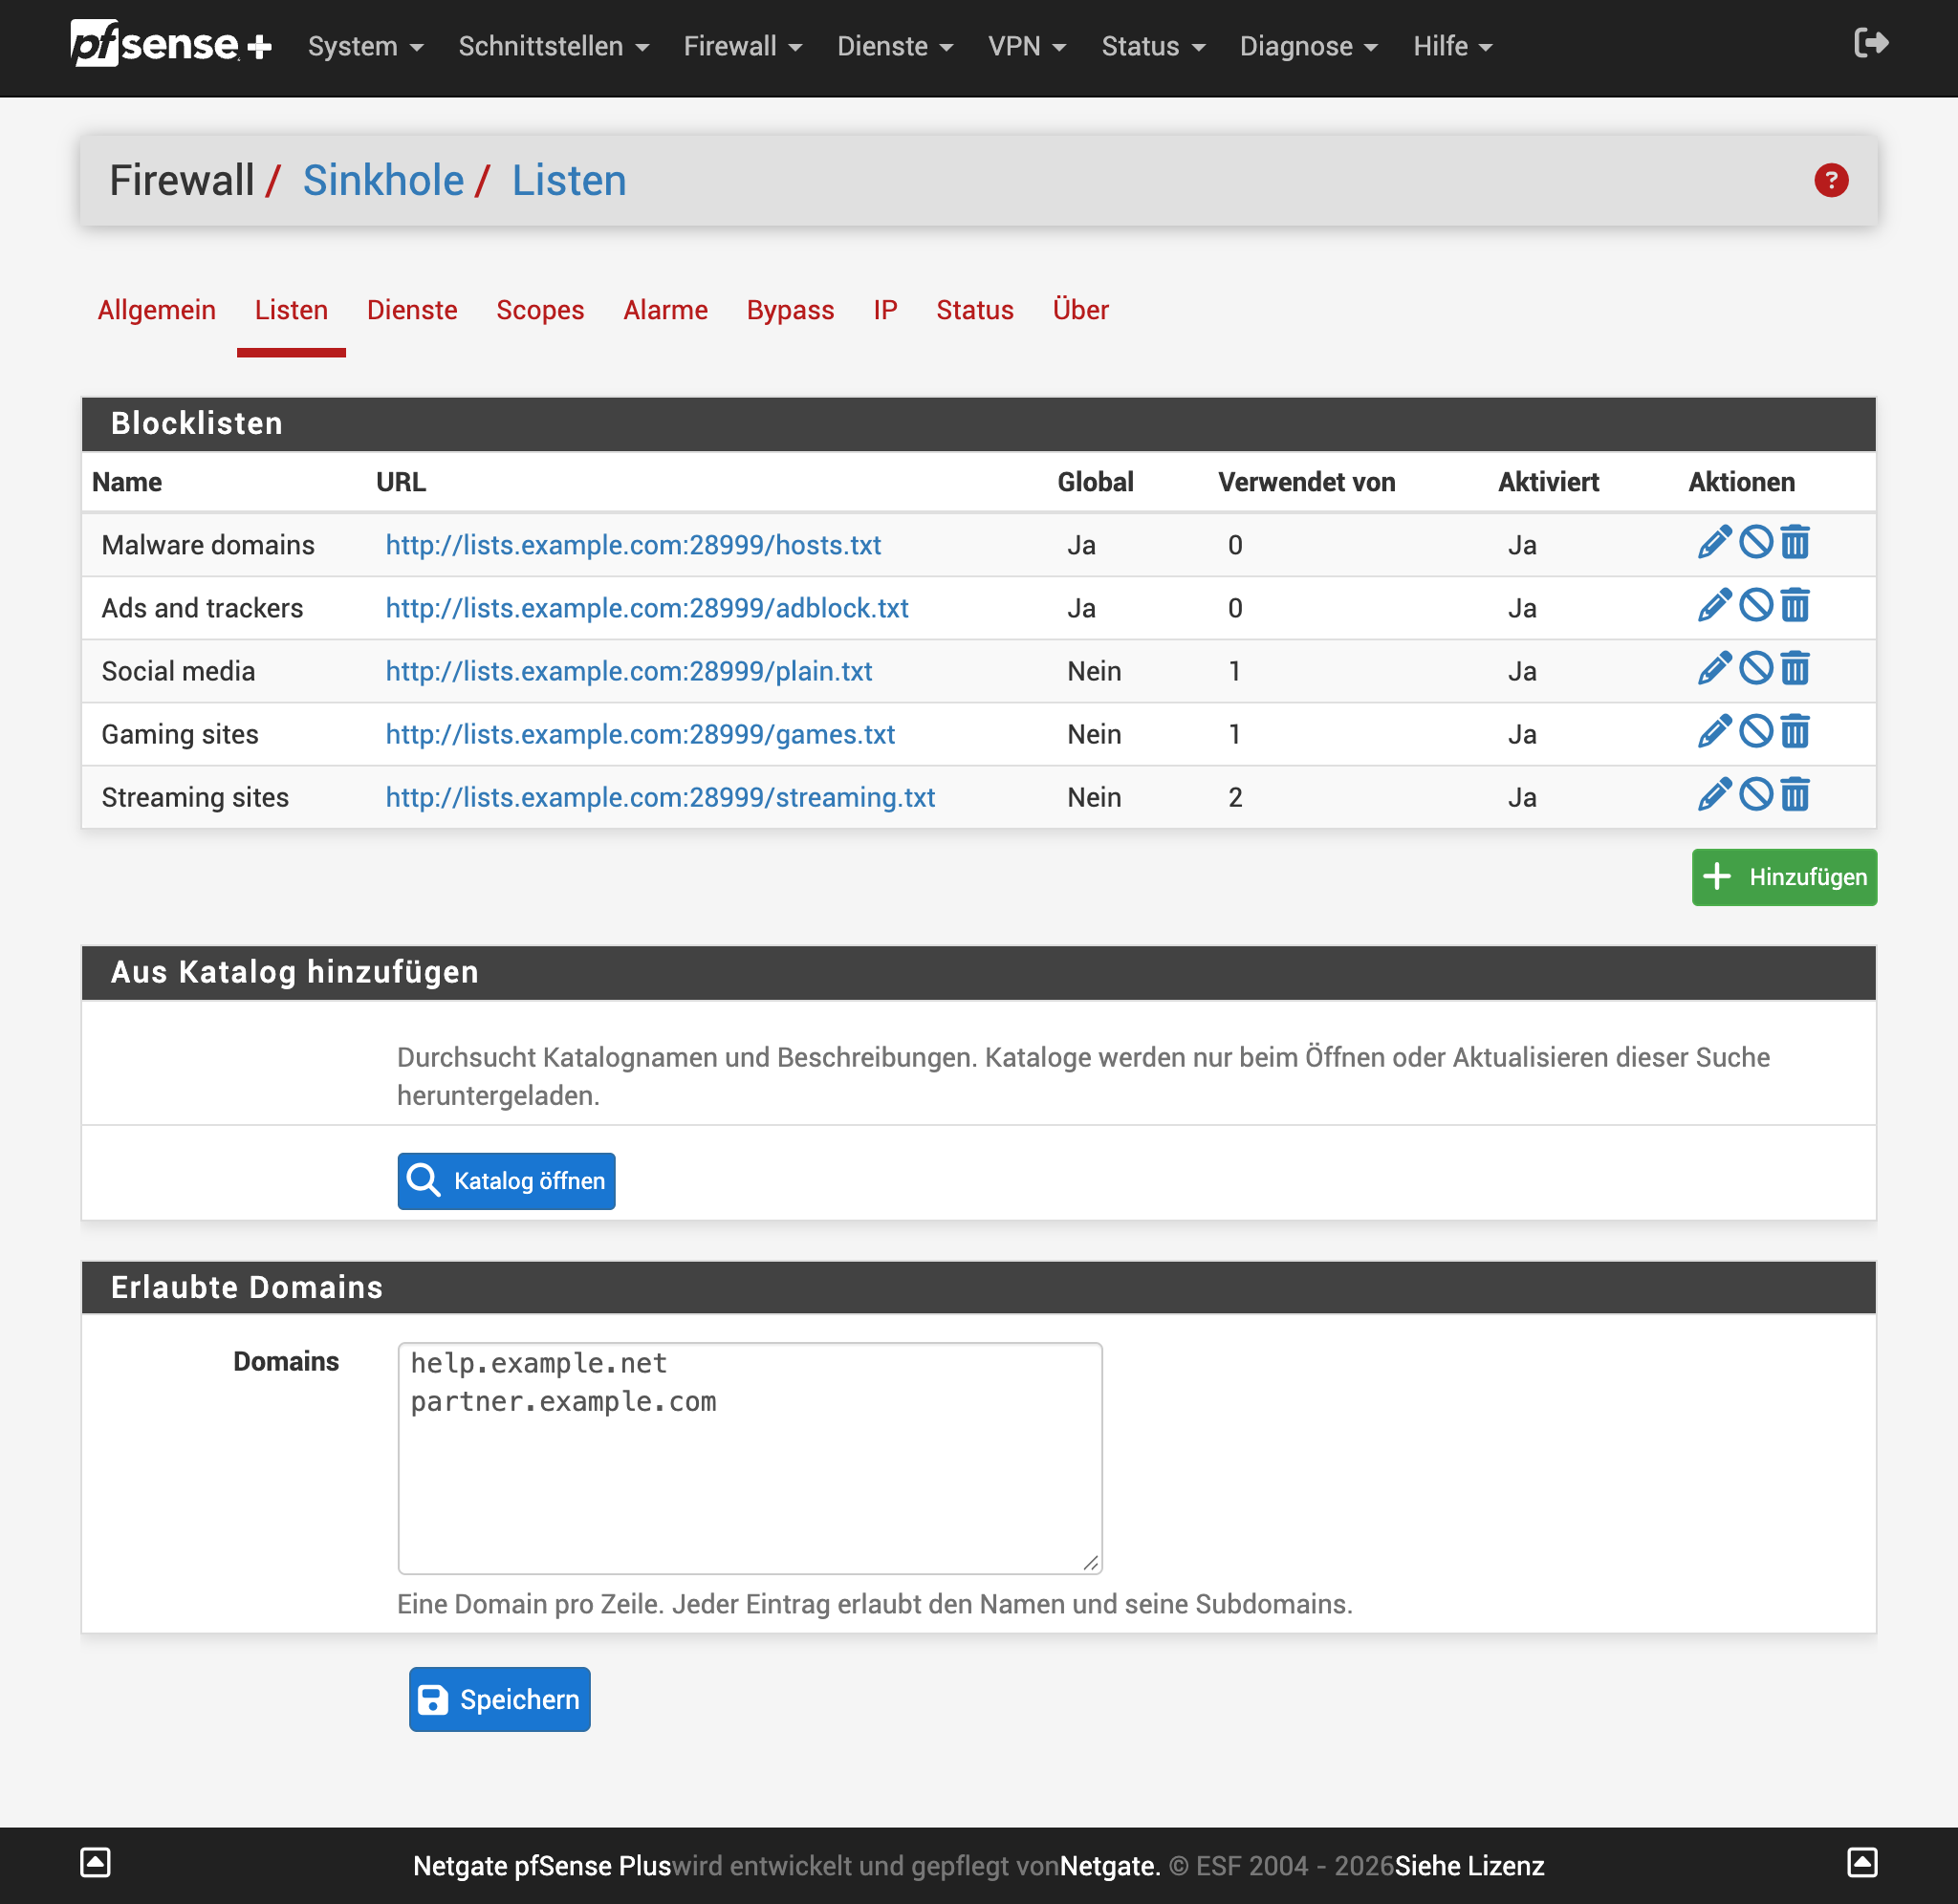 pfsense+ System Schnittstellen Firewall Dienste VPN Status Diagnose Hilfe
Firewall / Sinkhole / Listen
?
Allgemein Listen Dienste Scopes Alarme Bypass IP Status Über
Blocklisten
Name URL Global Verwendet von Aktiviert Aktionen
Malware domains http://lists.example.com:28999/hosts.txt Ja 0 Ja
Ads and trackers http://lists.example.com:28999/adblock.txt Ja 0 Ja
Social media http://lists.example.com:28999/plain.txt Nein 1 Ja
Gaming sites http://lists.example.com:28999/games.txt Nein 1 Ja
Streaming sites http://lists.example.com:28999/streaming.txt Nein 2 Ja
Hinzufügen
Aus Katalog hinzufügen
Durchsucht Katalognamen und Beschreibungen. Kataloge werden nur beim Öffnen oder Aktualisieren dieser Suche
heruntergeladen.
Katalog öffnen
Erlaubte Domains
Domains
help.example.net
partner.example.com
Eine Domain pro Zeile. Jeder Eintrag erlaubt den Namen und seine Subdomains.
Speichern
Netgate pfSense Pluswird entwickelt und gepflegt vonNetgate. © ESF 2004 - 2026Siehe Lizenz